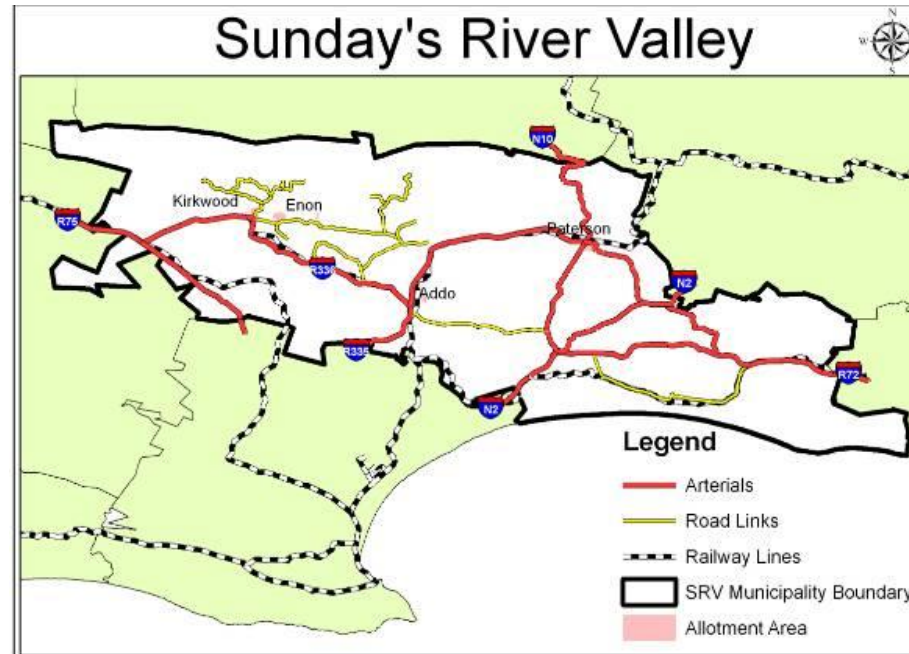 Sunday's River Valley
N
W
S
N10
Kirkwood
Enon
R75
Paterson
R336
N2
Addo
R335
R72
N2
Legend
Arterials
Road Links
Railway Lines
SRV Municipality Boundary
Allotment Area